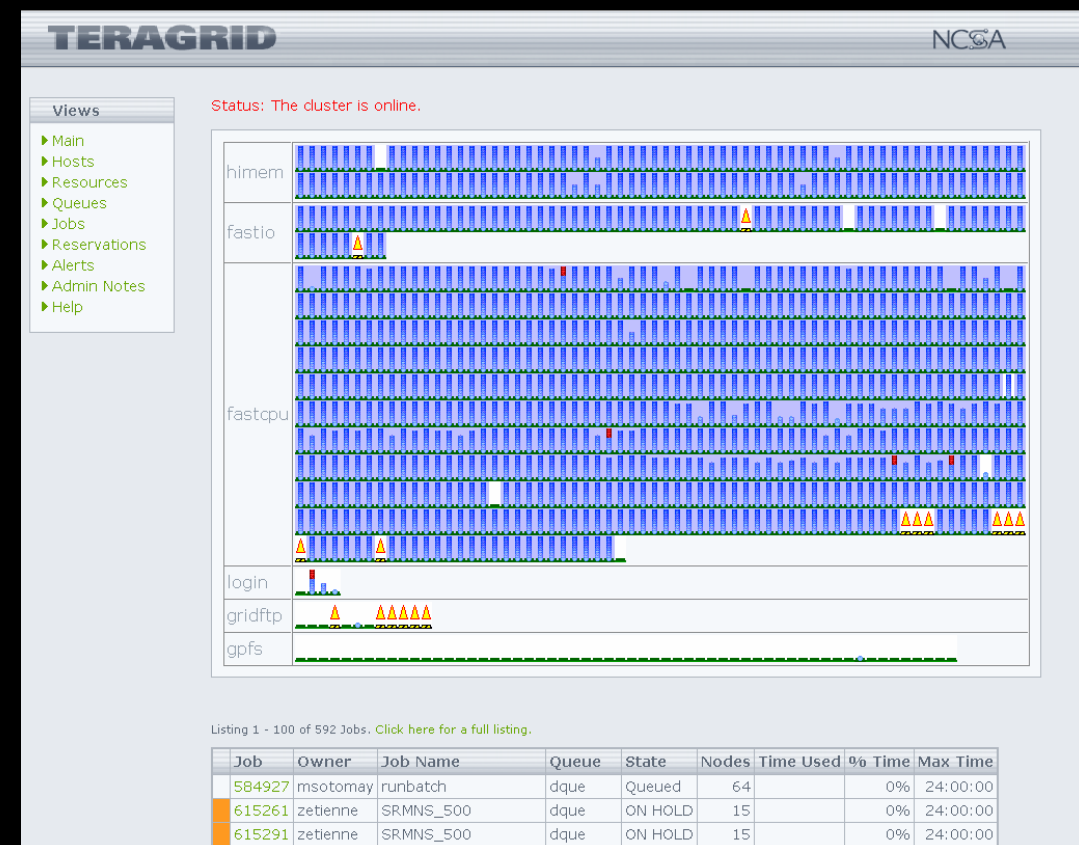 TERAGRID
NCSA
Views
Main
Hosts
Resources
Queues
Jobs
Reservations
Alerts
Admin Notes
Help
Status: The cluster is online.
himem
fastio
fastcpu
login
gridftp
gpfs
Listing 1 - 100 of 592 Jobs. Click here for a full listing.
Job Owner Job Name Queue State Nodes Time Used % Time Max Time
584927 msotomay runbatch dque Queued 64 0% 24:00:00
615261 zetienne SRMNS_500 dque ON HOLD 15 0% 24:00:00
615291 zetienne SRMNS_500 dque ON HOLD 15 0% 24:00:00